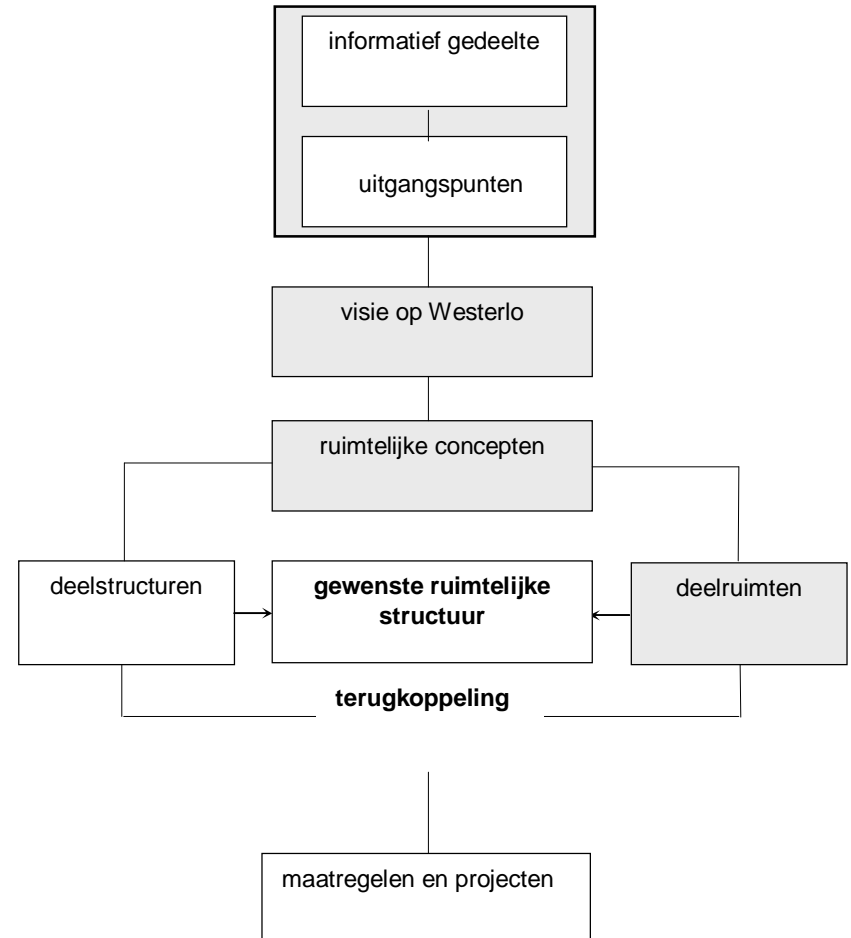 informatief gedeelte
uitgangspunten
visie op Westerlo
ruimtelijke concepten
deelstructuren
gewenste ruimtelijke
structuur
deelruimten
terugkoppeling
maatregelen en projecten